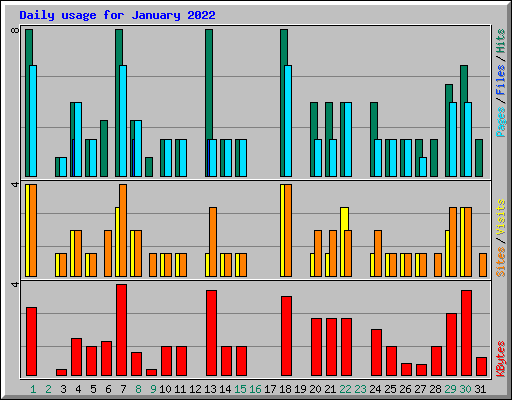 Daily usage for January 2022
8
Pages / Files / Hits
4
Sites / Visits
4
KBytes
1 2 3 4 5 6 7 8 9 10 11 12 13 14 15 16 17 18 19 20 21 22 23 24 25 26 27 28 29 30 31